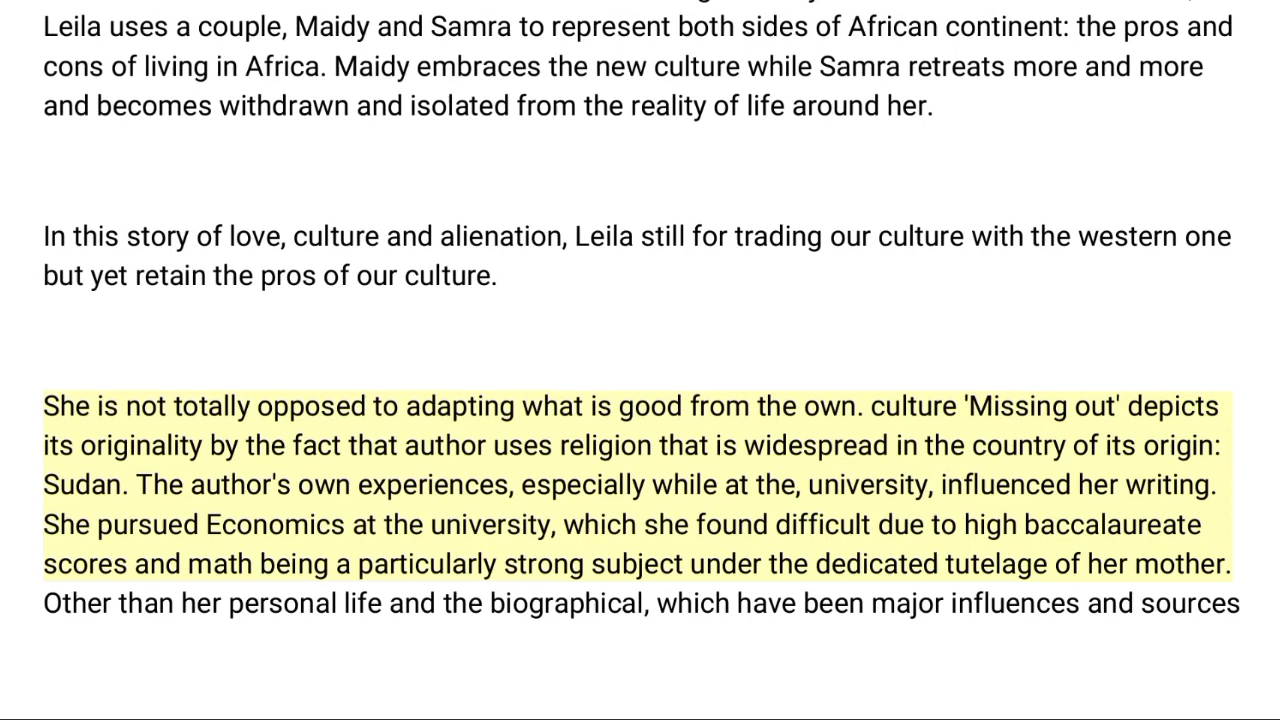 Leila uses a couple, Maidy and Samra to represent both sides of African continent: the pros and
cons of living in Africa. Maidy embraces the new culture while Samra retreats more and more
and becomes withdrawn and isolated from the reality of life around her.
In this story of love, culture and alienation, Leila still for trading our culture with the western one
but yet retain the pros of our culture.
She is not totally opposed to adapting what is good from the own. culture 'Missing out' depicts
its originality by the fact that author uses religion that is widespread in the country of its origin:
Sudan. The author's own experiences, especially while at the, university, influenced her writing.
She pursued Economics at the university, which she found difficult due to high baccalaureate
scores and math being a particularly strong subject under the dedicated tutelage of her mother.
Other than her personal life and the biographical, which have been major influences and sources